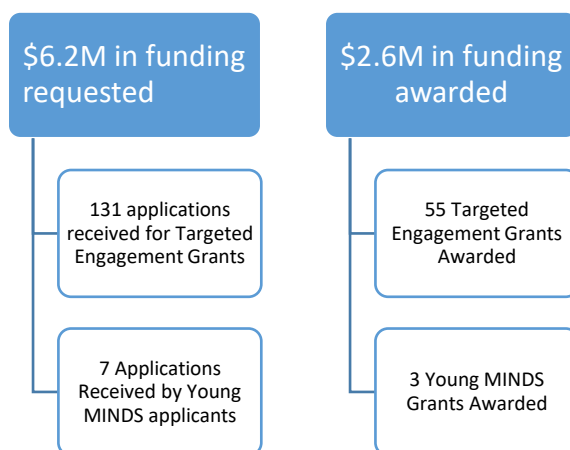 $6.2M in funding
requested
131 applications
received for Targeted
Engagement Grants
7 Applications
Received by Young
MINDS applicants
$2.6M in funding
awarded
55 Targeted
Engagement Grants
Awarded
3 Young MINDS
Grants Awarded